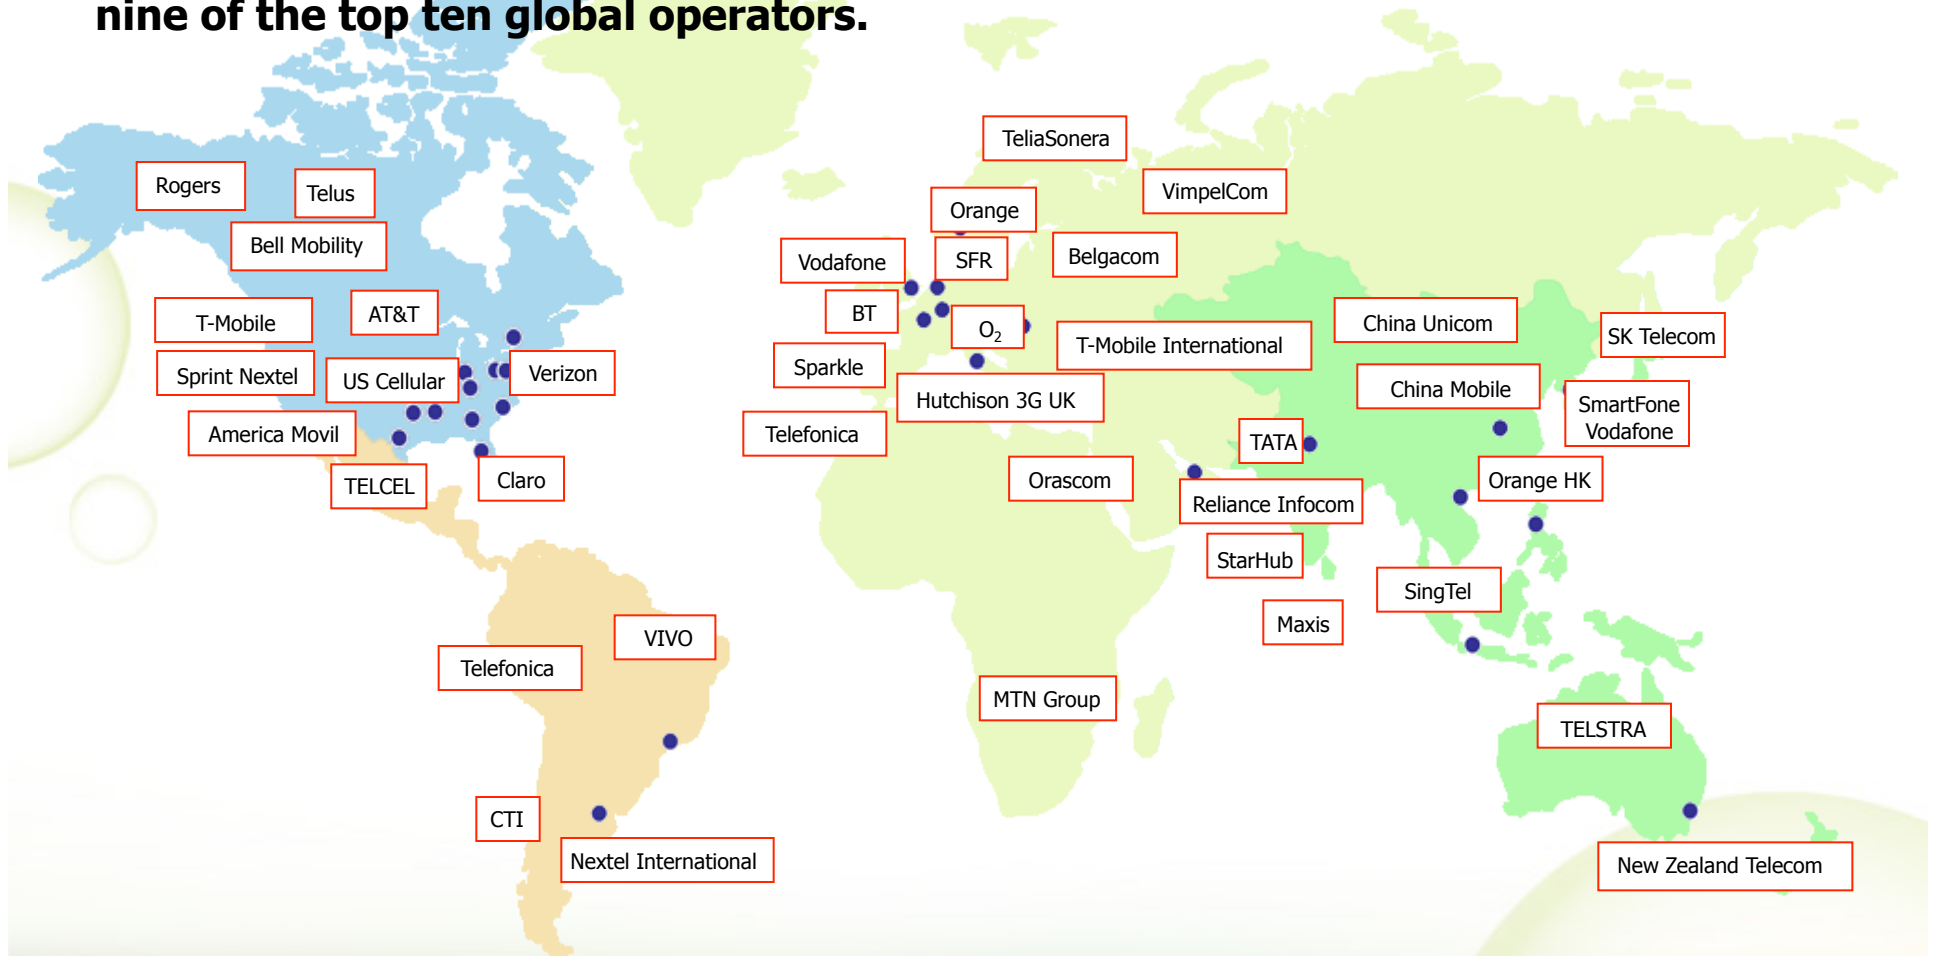 nine of the top ten global operators.
TeliaSonera
Rogers
Telus
VimpelCom
Orange
Bell Mobility
Vodafone
SFR
Belgacom
T-Mobile
AT&T
BT
O2
China Unicom
SK Telecom
T-Mobile International
Sprint Nextel
US Cellular
Verizon
Sparkle
China Mobile
Hutchison 3G UK
SmartFone
Vodafone
America Movil
Telefonica
TATA
TELCEL
Claro
Orascom
Orange HK
Reliance Infocom
StarHub
SingTel
Maxis
VIVO
Telefonica
MTN Group
TELSTRA
CTI
Nextel International
New Zealand Telecom